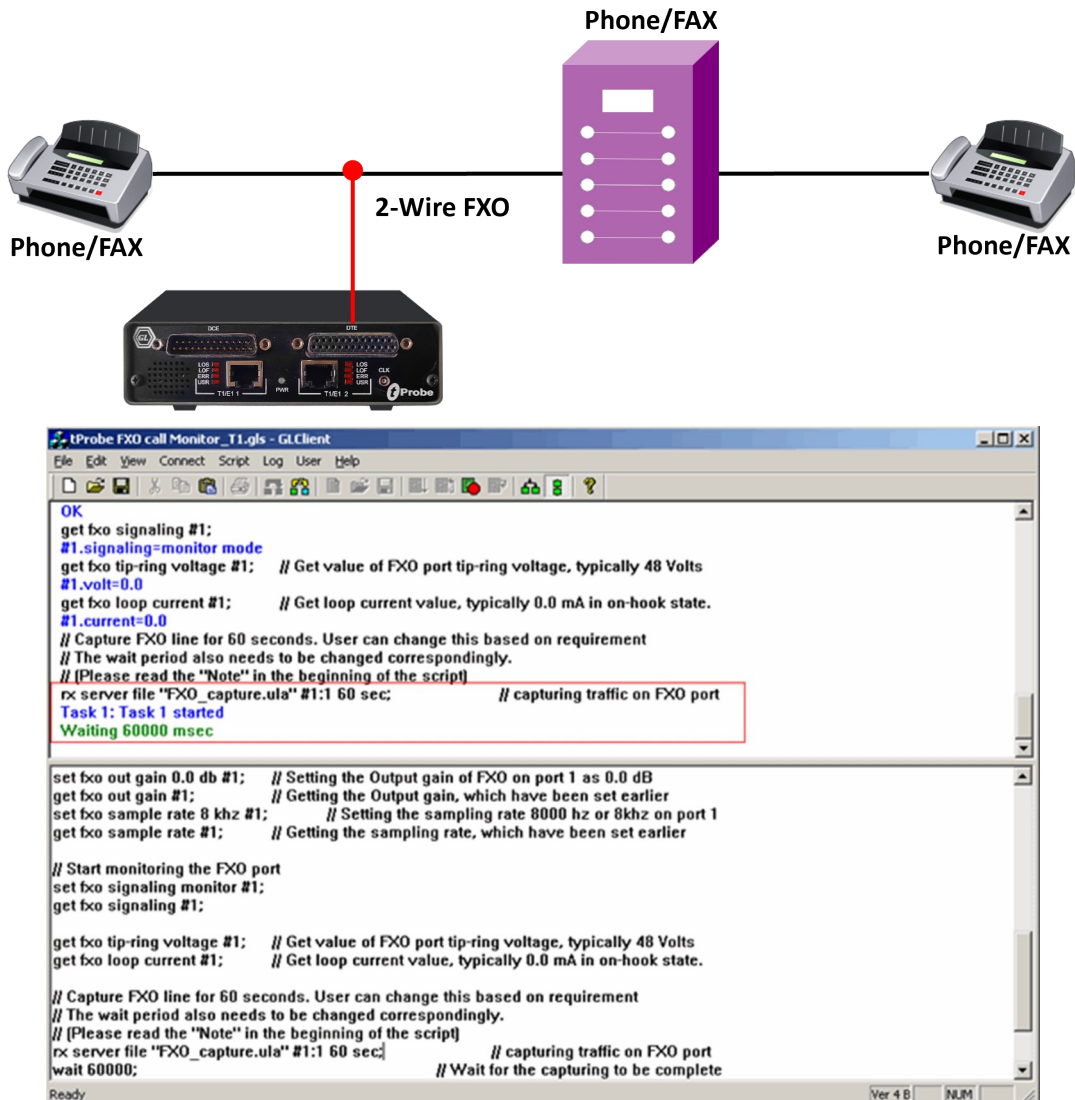 Phone/FAX
2-Wire FXO
Phone/FAX
Phone/FAX
GL
DCE
DTE
LOS
LOF
ERR
USR
T1/E1 1
PWR
T1/E1 2
LOS
LOF
ERR
USR
CLK
tProbe
tProbe FXO call Monitor_T1.gls - GLClient
File Edit View Connect Script Log User Help
OK
get fxo signaling #1;
#1.signaling=monitor mode
get fxo tip-ring voltage #1; // Get value of FXO port tip-ring voltage, typically 48 Volts
#1.volt=0.0
get fxo loop current #1; // Get loop current value, typically 0.0 mA in on-hook state.
#1.current=0.0
// Capture FXO line for 60 seconds. User can change this based on requirement
// The wait period also needs to be changed correspondingly.
// (Please read the "Note" in the beginning of the script)
rx server file "FXO_capture.ula" #1:1 60 sec; // capturing traffic on FXO port
Task 1: Task 1 started
Waiting 60000 msec
set fxo out gain 0.0 db #1; // Setting the Output gain of FXO on port 1 as 0.0 dB
get fxo out gain #1; // Getting the Output gain, which have been set earlier
set fxo sample rate 8 khz #1; // Setting the sampling rate 8000 hz or 8khz on port 1
get fxo sample rate #1; // Getting the sampling rate, which have been set earlier
// Start monitoring the FXO port
set fxo signaling monitor #1;
get fxo signaling #1;
get fxo tip-ring voltage #1; // Get value of FXO port tip-ring voltage, typically 48 Volts
get fxo loop current #1; // Get loop current value, typically 0.0 mA in on-hook state.
// Capture FXO line for 60 seconds. User can change this based on requirement
// The wait period also needs to be changed correspondingly.
// (Please read the "Note" in the beginning of the script)
rx server file "FXO_capture.ula" #1:1 60 sec; // capturing traffic on FXO port
wait 60000; // Wait for the capturing to be complete
Ready
Ver 4 B
NUM